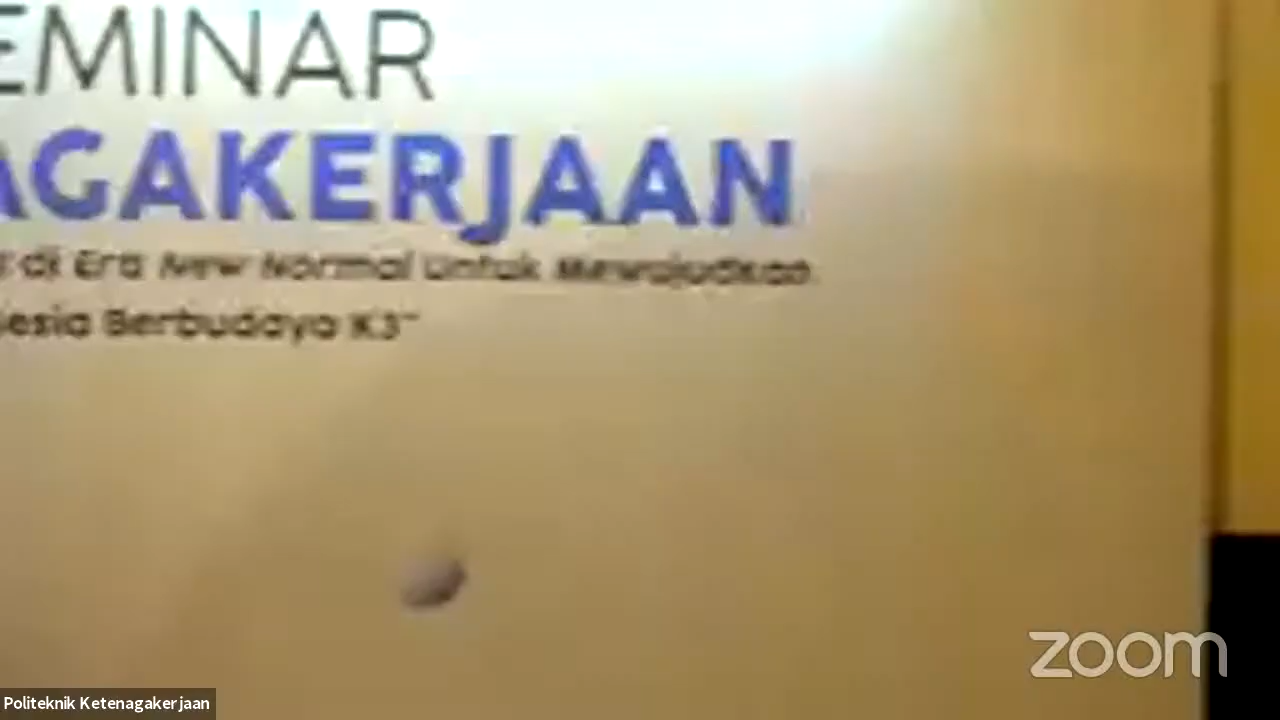 EMINAR
AGAKERJAAN
s di Era New Normal untuk Mewujudkan
esia Berbudaya K3"
zoom
Politeknik Ketenagakerjaan